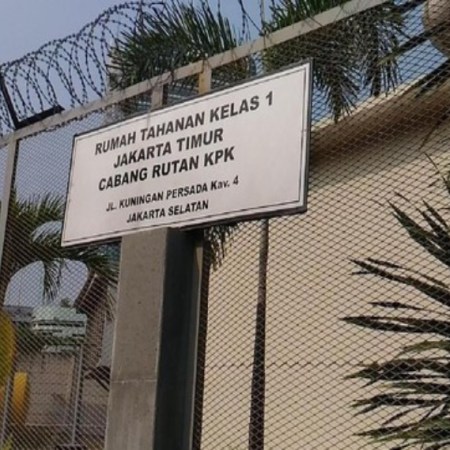 RUMAH TAHANAN KELAS 1
JAKARTA TIMUR
CABANG RUTAN KPK
JL. KUNINGAN PERSADA Kav. 4
JAKARTA SELATAN